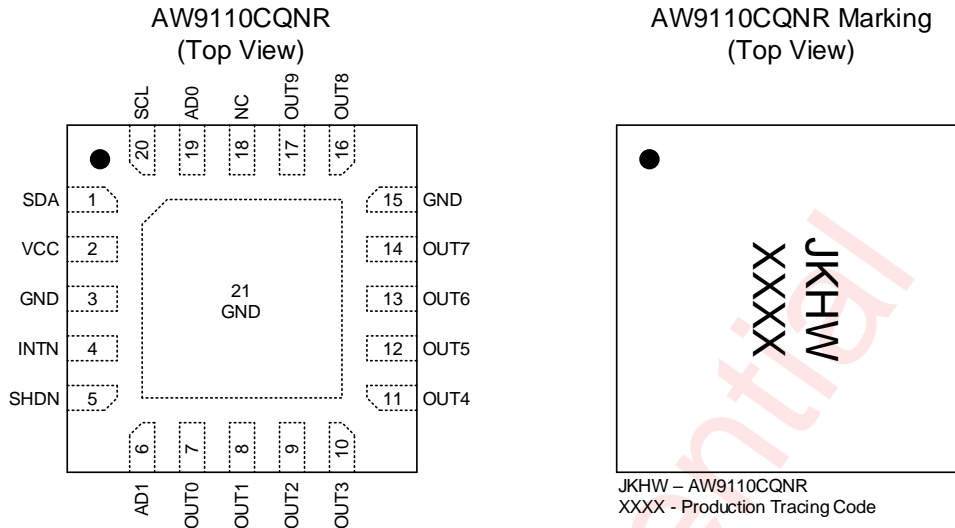 AW9110CQNR
(Top View)
SCL
AD0
NC
OUT9
OUT8
20
19
18
17
16
SDA 1
VCC 2
GND 3
INTN 4
SHDN 5
21
GND
15 GND
14 OUT7
13 OUT6
12 OUT5
11 OUT4
6
7
8
9
10
AD1
OUT0
OUT1
OUT2
OUT3
AW9110CQNR Marking
(Top View)
JKHW
XXXX
JKHW – AW9110CQNR
XXXX - Production Tracing Code
ential